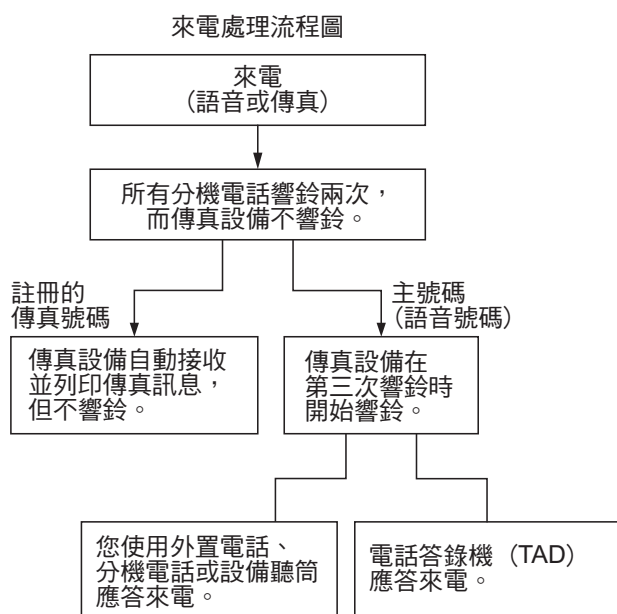 來電處理流程圖
來電
(語音或傳真)
所有分機電話響鈴兩次，
而傳真設備不響鈴。
註冊的
傳真號碼
主號碼
(語音號碼)
傳真設備自動接收
並列印傳真訊息，
但不響鈴。
傳真設備在
第三次響鈴時
開始響鈴。
您使用外置電話、
分機電話或設備聽筒
應答來電。
電話答錄機 (TAD)
應答來電。